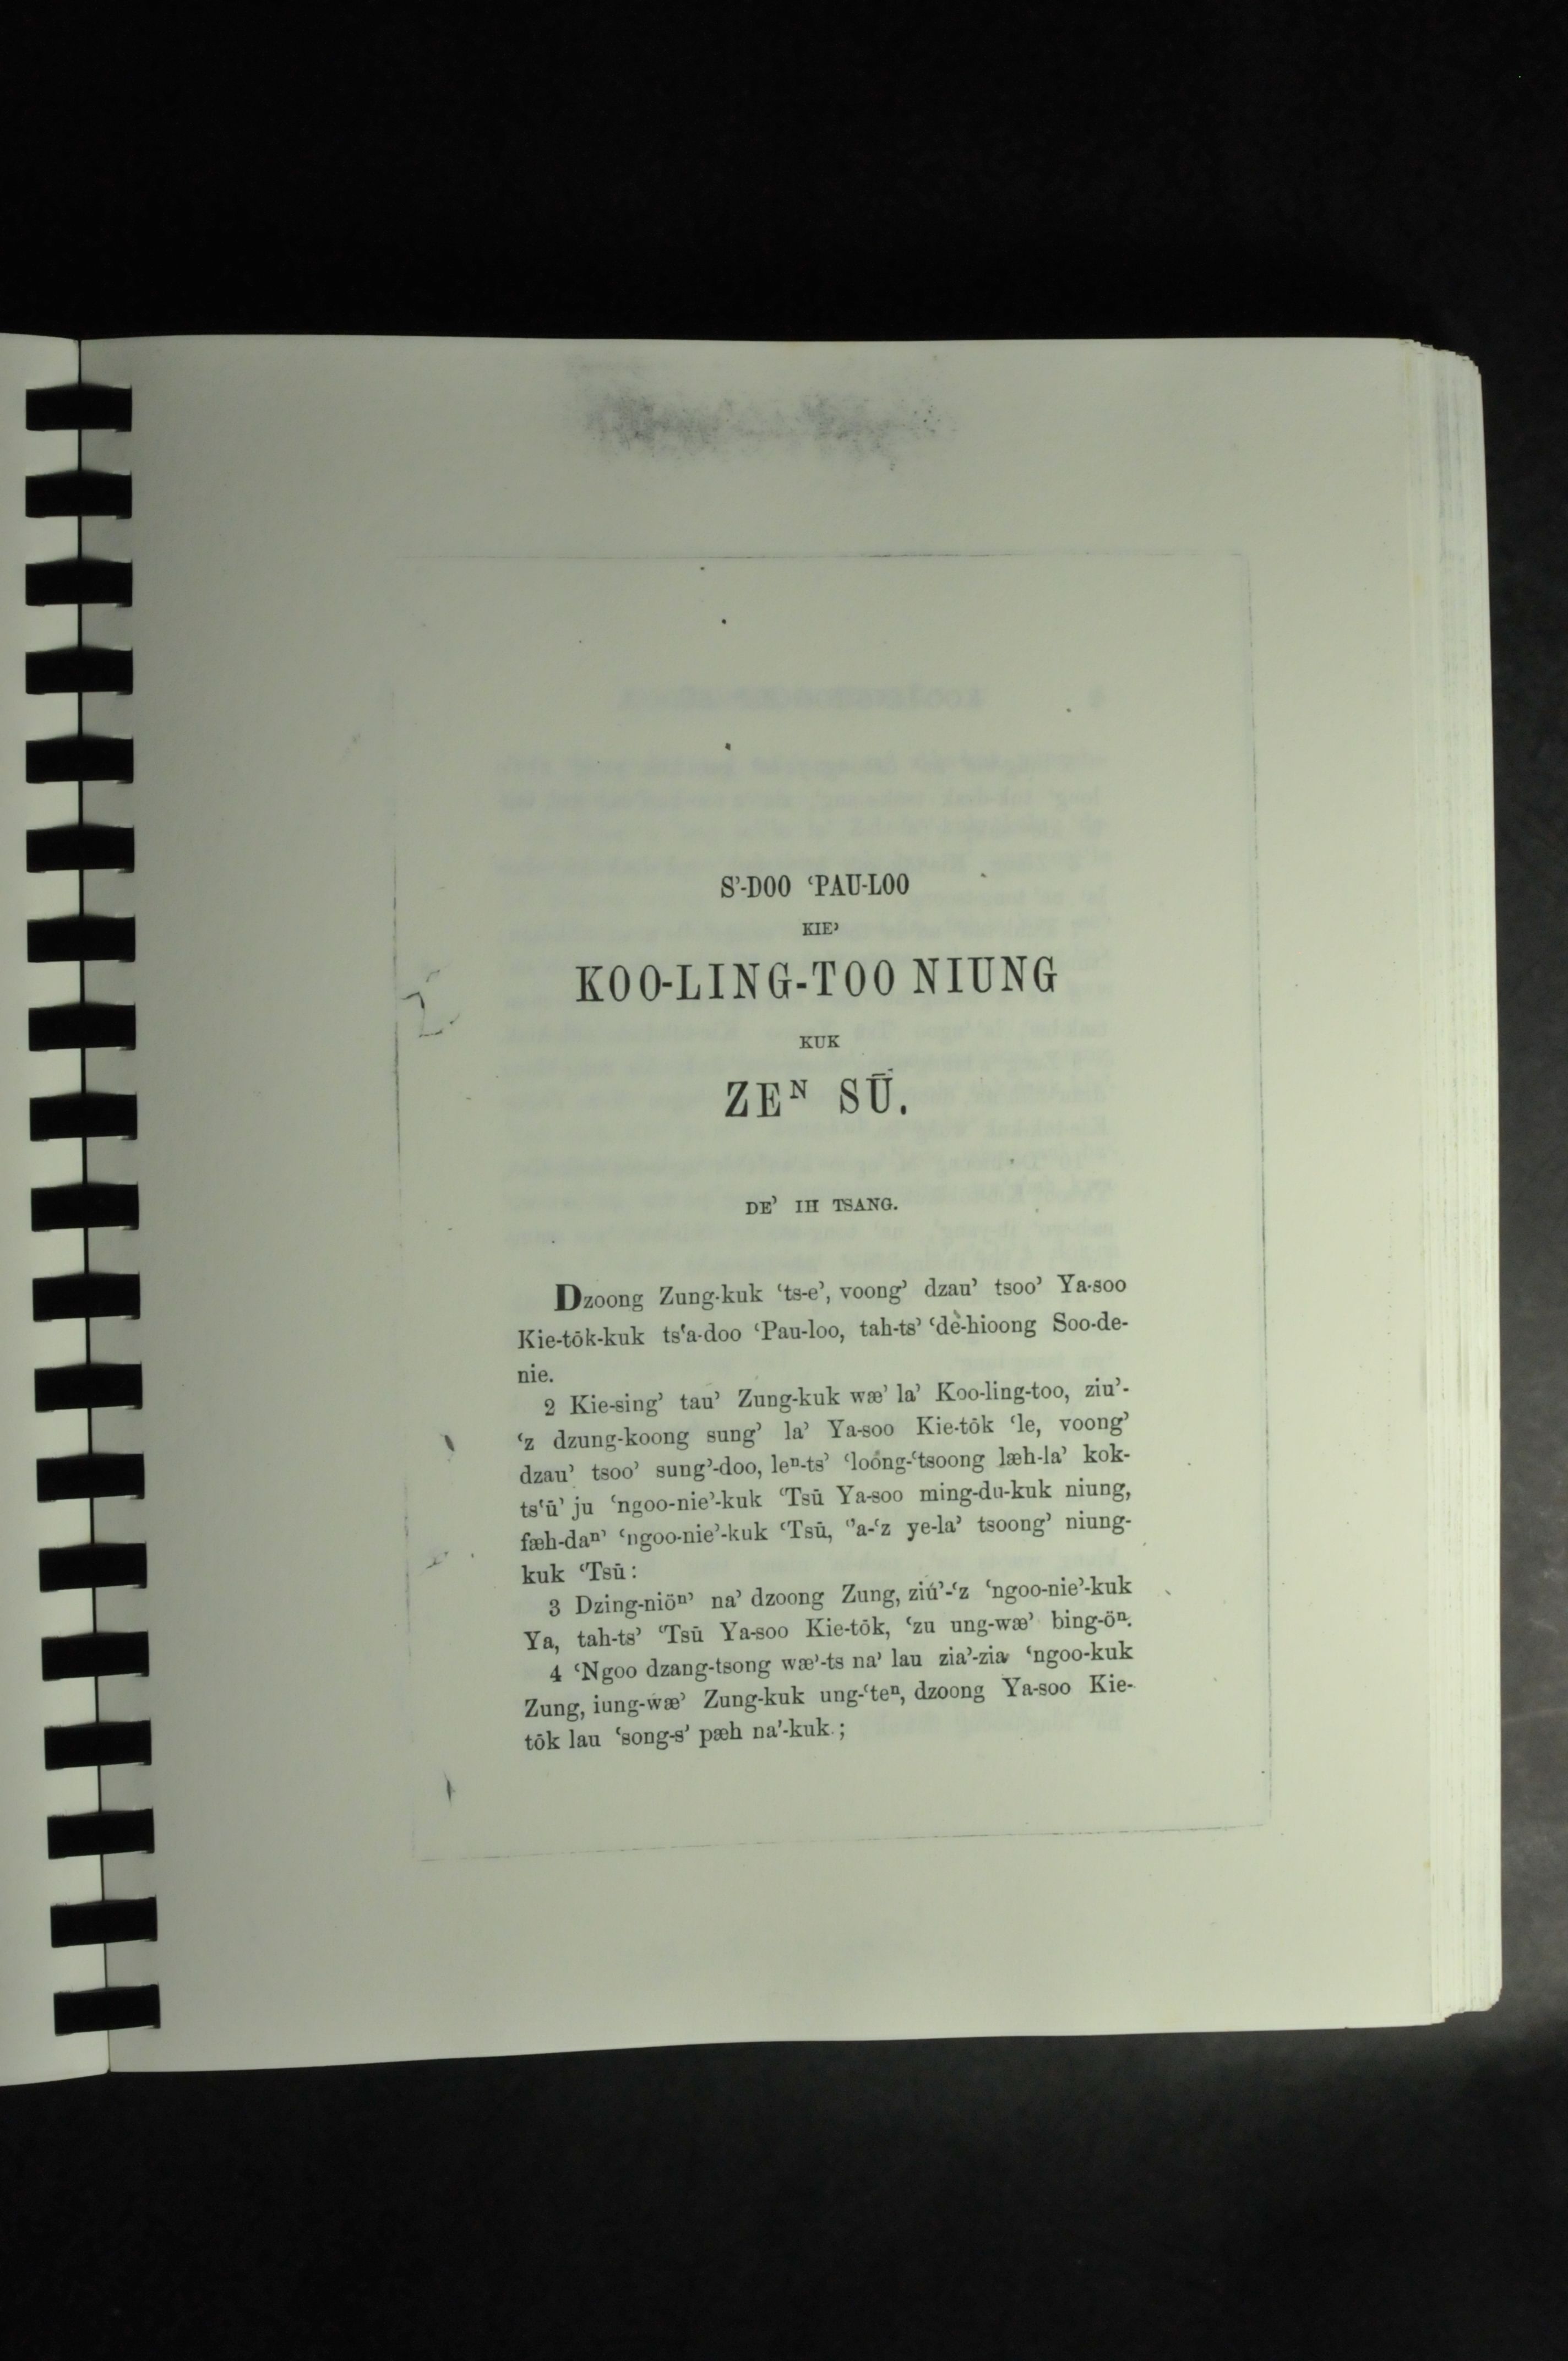 S’-DOO ‘PAU-LOO
KIE’
KOO-LING-TOO NIUNG
KUK
ZEᴺ SŪ.
DE’ IH TSANG.
Dzoong Zung-kuk ‘ts-e’, voong’ dzau’ tsoo’ Ya-soo
Kie-tōk-kuk ts‘a-doo ‘Pau-loo, tah-ts’ ‘dè-hioong Soo-de-
nie.
2 Kie-sing’ tau’ Zung-kuk wæ’ la’ Koo-ling-too, ziu’-
‘z dzung-koong sung’ la’ Ya-soo Kie-tōk ‘le, voong’
dzau’ tsoo’ sung’-doo, leⁿ-ts’ ‘loong-‘tsoong læh-la’ kok-
ts‘ū’ ju ‘ngoo-nie’-kuk ‘Tsū Ya-soo ming-du-kuk niung,
fæh-daⁿ’ ‘ngoo-nie’-kuk ‘Tsū, ‘’a-‘z ye-la’ tsoong’ niung-
kuk ‘Tsū:
3 Dzing-niöⁿ’ na’ dzoong Zung, ziú’-‘z ‘ngoo-nie’-kuk
Ya, tah-ts’ ‘Tsū Ya-soo Kie-tōk, ‘zu ung-wæ’ bing-öⁿ.
4 ‘Ngoo dzang-tsong wæ’-ts na’ lau zia’-zia ‘ngoo-kuk
Zung, iung-wæ’ Zung-kuk ung-‘teⁿ, dzoong Ya-soo Kie-
tōk lau ‘song-s’ pæh na’-kuk ;